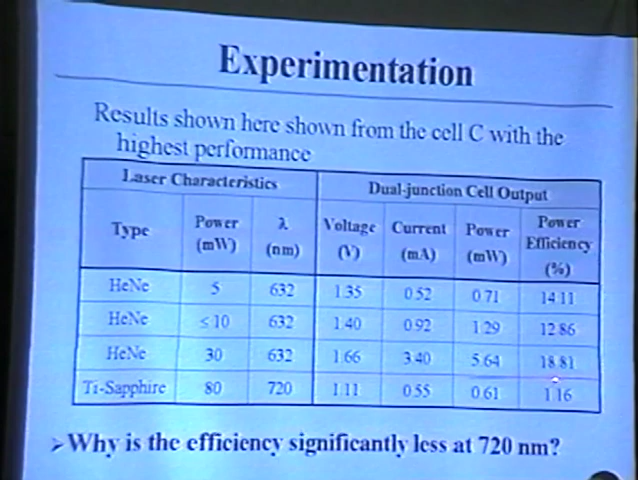 Experimentation
Results shown here shown from the cell C with the
highest performance
Laser Characteristics Dual-junction Cell Output
Type Power (mW) λ (nm) Voltage (V) Current (mA) Power (mW) Power Efficiency (%)
HeNe 5 632 1.35 0.52 0.71 14.11
HeNe ≤ 10 632 1.40 0.92 1.29 12.86
HeNe 30 632 1.66 3.40 5.64 18.81
Ti-Sapphire 80 720 1.11 0.55 0.61 1.16
➢Why is the efficiency significantly less at 720 nm?